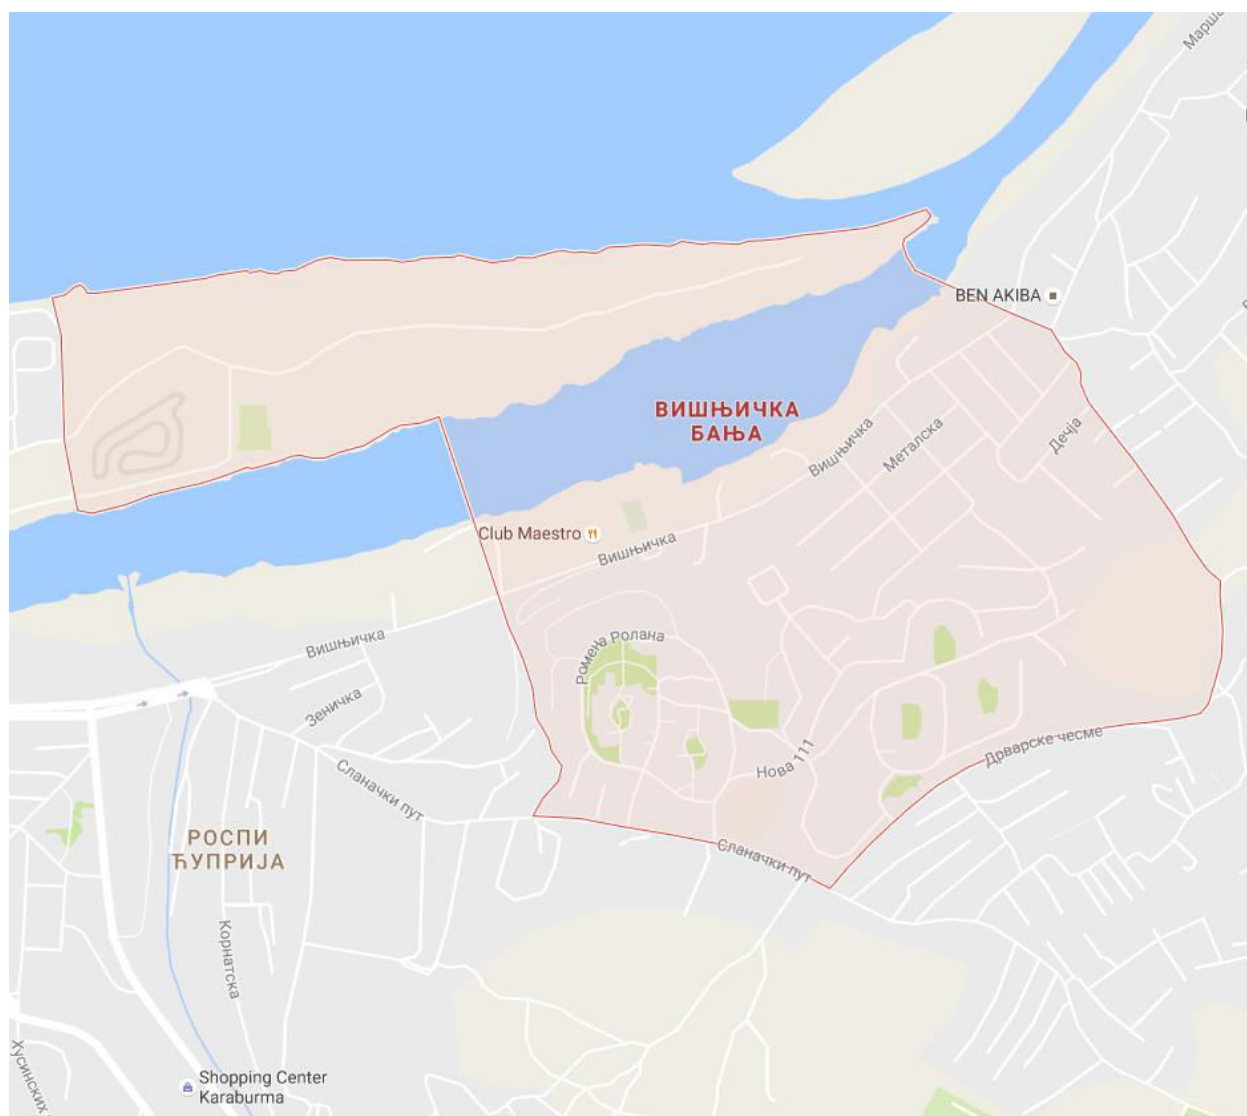 Марша
BEN AKIBA
ВИШЊИЧКА
БАЊА
Вишњичка
Металска
Дечја
Club Maestro
Вишњичка
Вишњичка
Ромена Ролана
Зеничка
Нова 111
Дрварске чесме
Сланачки пут
РОСПИ
ЋУПРИЈА
Сланачки пут
Корнатска
Хусинских
Shopping Center
Karaburma